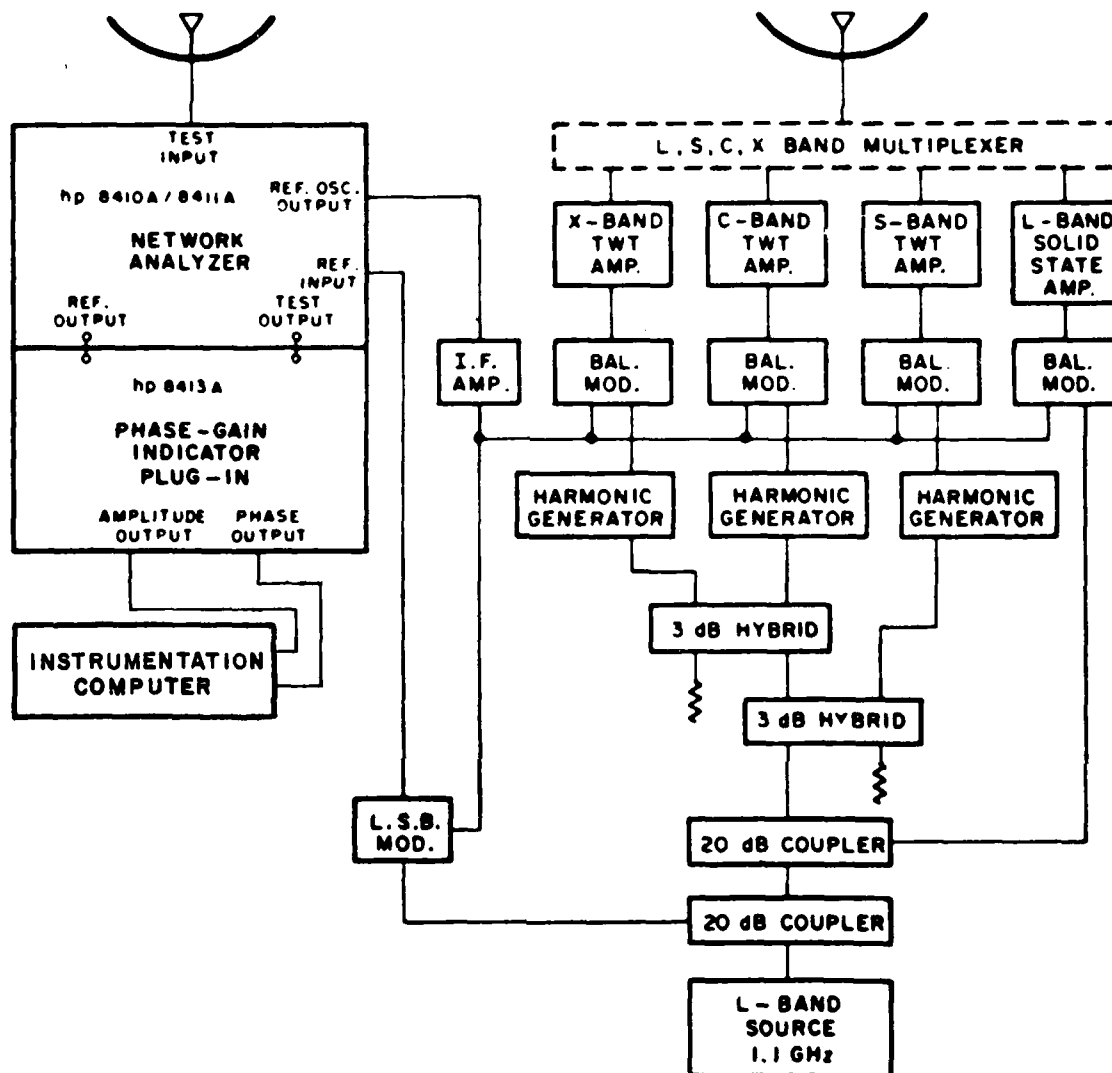 TEST
INPUT
hp 8410A / 8411A
REF. OSC.
OUTPUT
NETWORK
ANALYZER
REF.
INPUT
REF.
OUTPUT
TEST
OUTPUT
hp 8413A
PHASE-GAIN
INDICATOR
PLUG-IN
AMPLITUDE
OUTPUT
PHASE
OUTPUT
INSTRUMENTATION
COMPUTER
I.F.
AMP.
L.S.B.
MOD.
L, S, C, X BAND MULTIPLEXER
X-BAND
TWT
AMP.
C-BAND
TWT
AMP.
S-BAND
TWT
AMP.
L-BAND
SOLID
STATE
AMP.
BAL.
MOD.
BAL.
MOD.
BAL.
MOD.
BAL.
MOD.
HARMONIC
GENERATOR
HARMONIC
GENERATOR
HARMONIC
GENERATOR
3 dB HYBRID
3 dB HYBRID
20 dB COUPLER
20 dB COUPLER
L-BAND
SOURCE
1.1 GHz